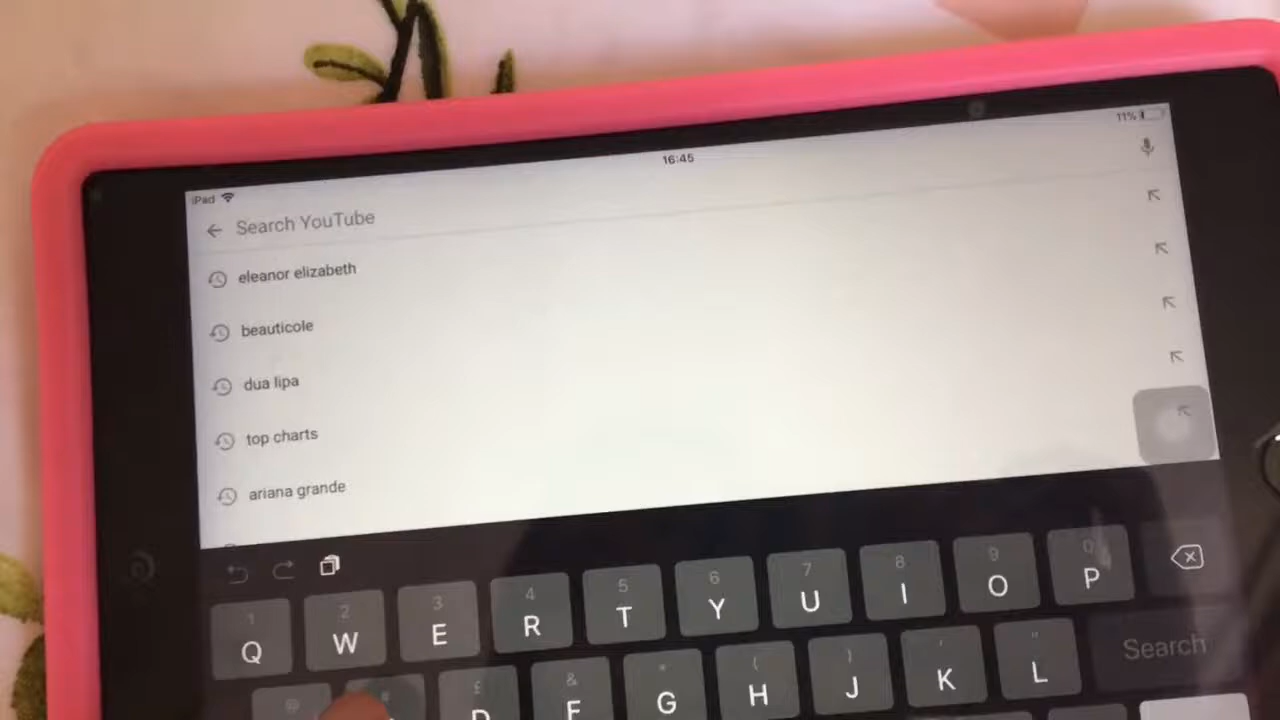 iPad 16:45 11%
Search YouTube
eleanor elizabeth
beauticole
dua lipa
top charts
ariana grande
1 2 3 4 5 6 7 8 9 0
Q W E R T Y U I O P
@ # £ & * ( ) ' "
D F G H J K L Search